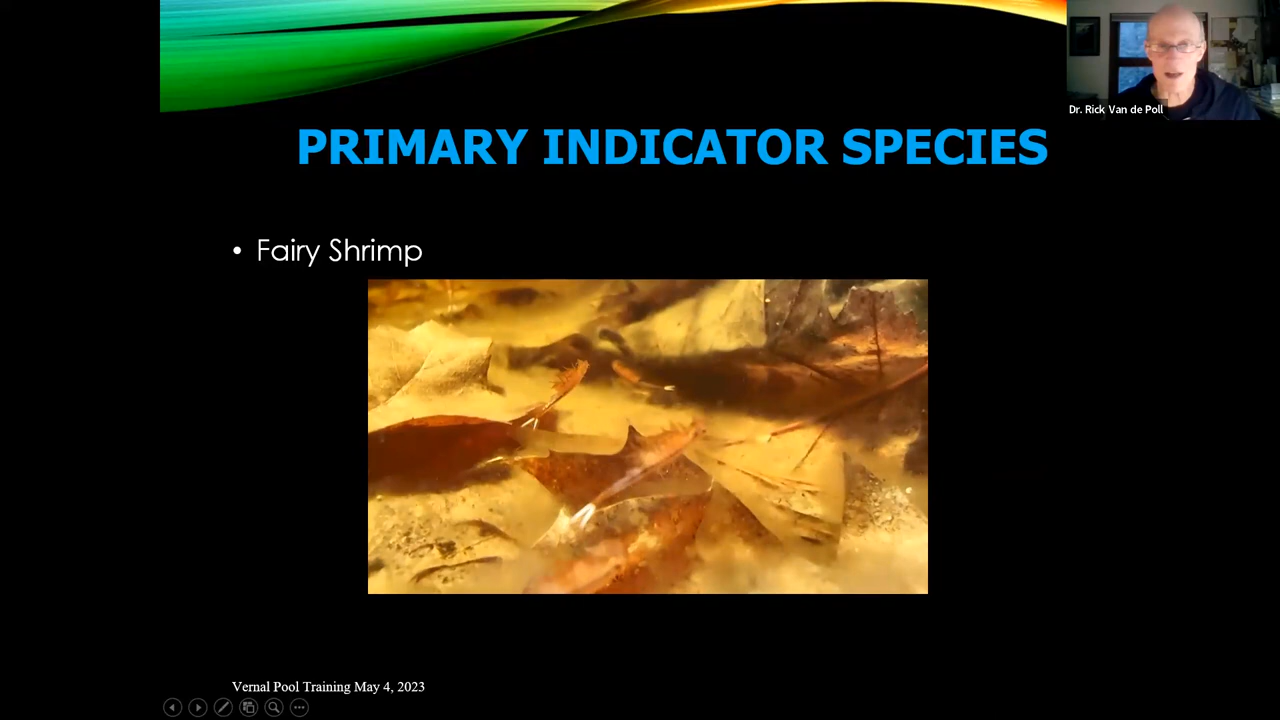 Dr. Rick Van de Poll
PRIMARY INDICATOR SPECIES
• Fairy Shrimp
Vernal Pool Training May 4, 2023